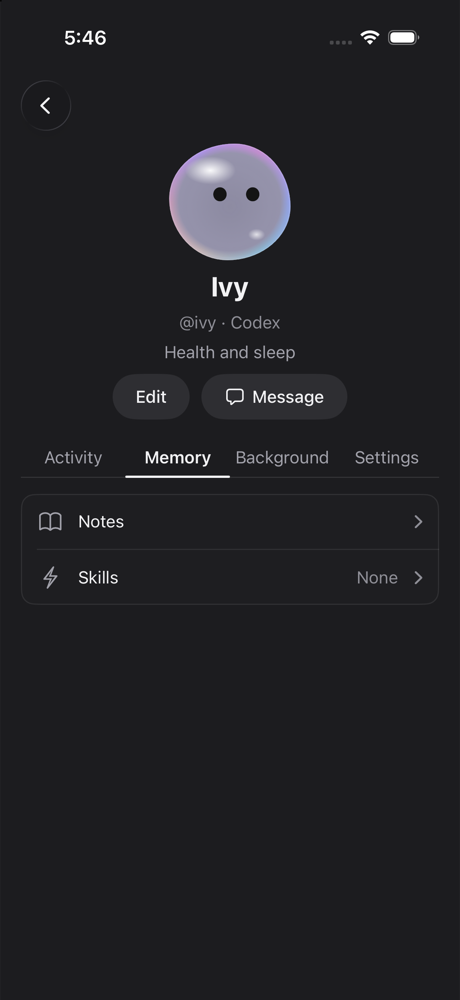 5:46
Ivy
@ivy · Codex
Health and sleep
Edit Message
Activity Memory Background Settings
Notes
Skills None